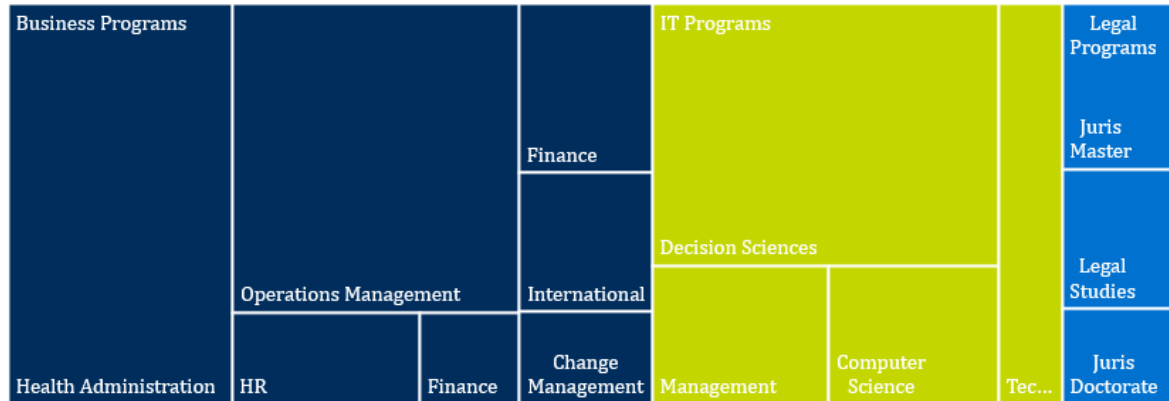 Business Programs
Health Administration
Operations Management
HR
Finance
Finance
International
Change
Management
IT Programs
Decision Sciences
Management
Computer
Science
Tec...
Legal
Programs
Juris
Master
Legal
Studies
Juris
Doctorate